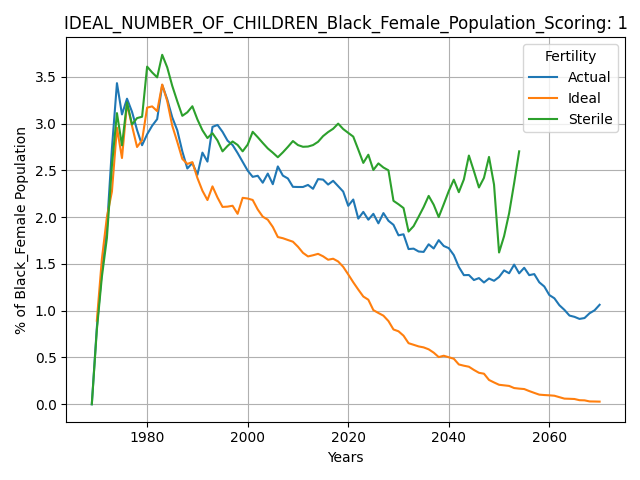 IDEAL_NUMBER_OF_CHILDREN_Black_Female_Population_Scoring: 1
% of Black_Female Population
3.5
3.0
2.5
2.0
1.5
1.0
0.5
0.0
Fertility
Actual
Ideal
Sterile
1980
2000
2020
2040
2060
Years